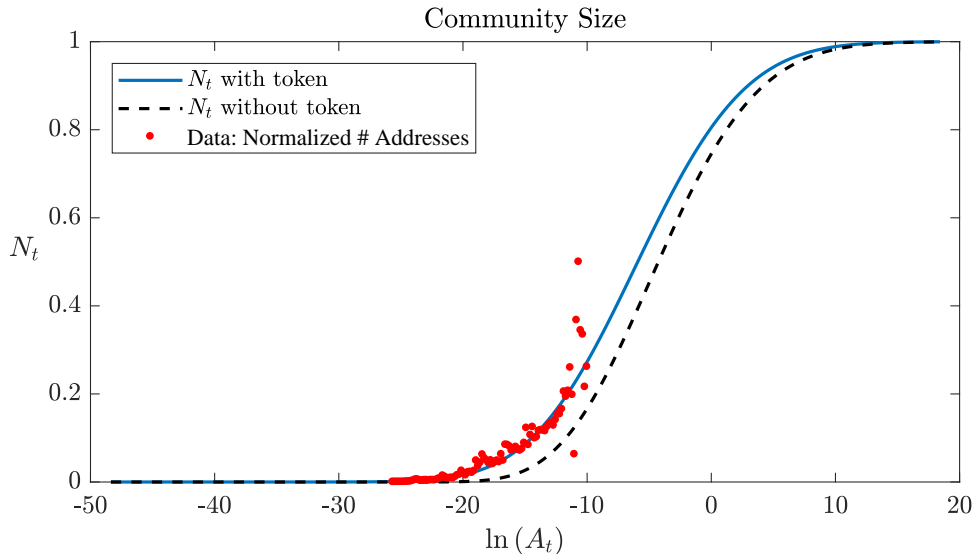 Community Size
1
N_t with token
N_t without token
Data: Normalized # Addresses
0.8
0.6
N_t
0.4
0.2
0
-50 -40 -30 -20 -10 0 10 20
ln (A_t)